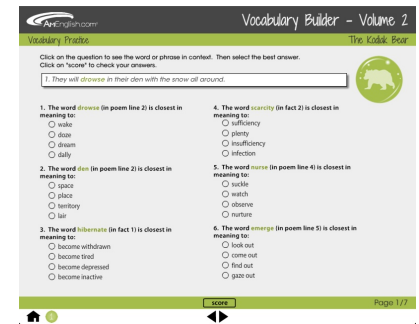 AMEnglish.com
Vocabulary Builder – Volume 2
Vocabulary Practice
The Kodiak Bear
Click on the question to see the word or phrase in context. Then select the best answer.
Click on "score" to check your answers.
1. They will drowse in their den with the snow all around.
1. The word drowse (in poem line 2) is closest in
meaning to:
wake
doze
dream
dally
2. The word den (in poem line 2) is closest in
meaning to:
space
place
territory
lair
3. The word hibernate (in fact 1) is closest in
meaning to:
become withdrawn
become tired
become depressed
become inactive
4. The word scarcity (in fact 2) is closest in
meaning to:
sufficiency
plenty
insufficiency
infection
5. The word nurse (in poem line 4) is closest in
meaning to:
suckle
watch
observe
nurture
6. The word emerge (in poem line 5) is closest in
meaning to:
look out
come out
find out
gaze out
score
Page 1/7